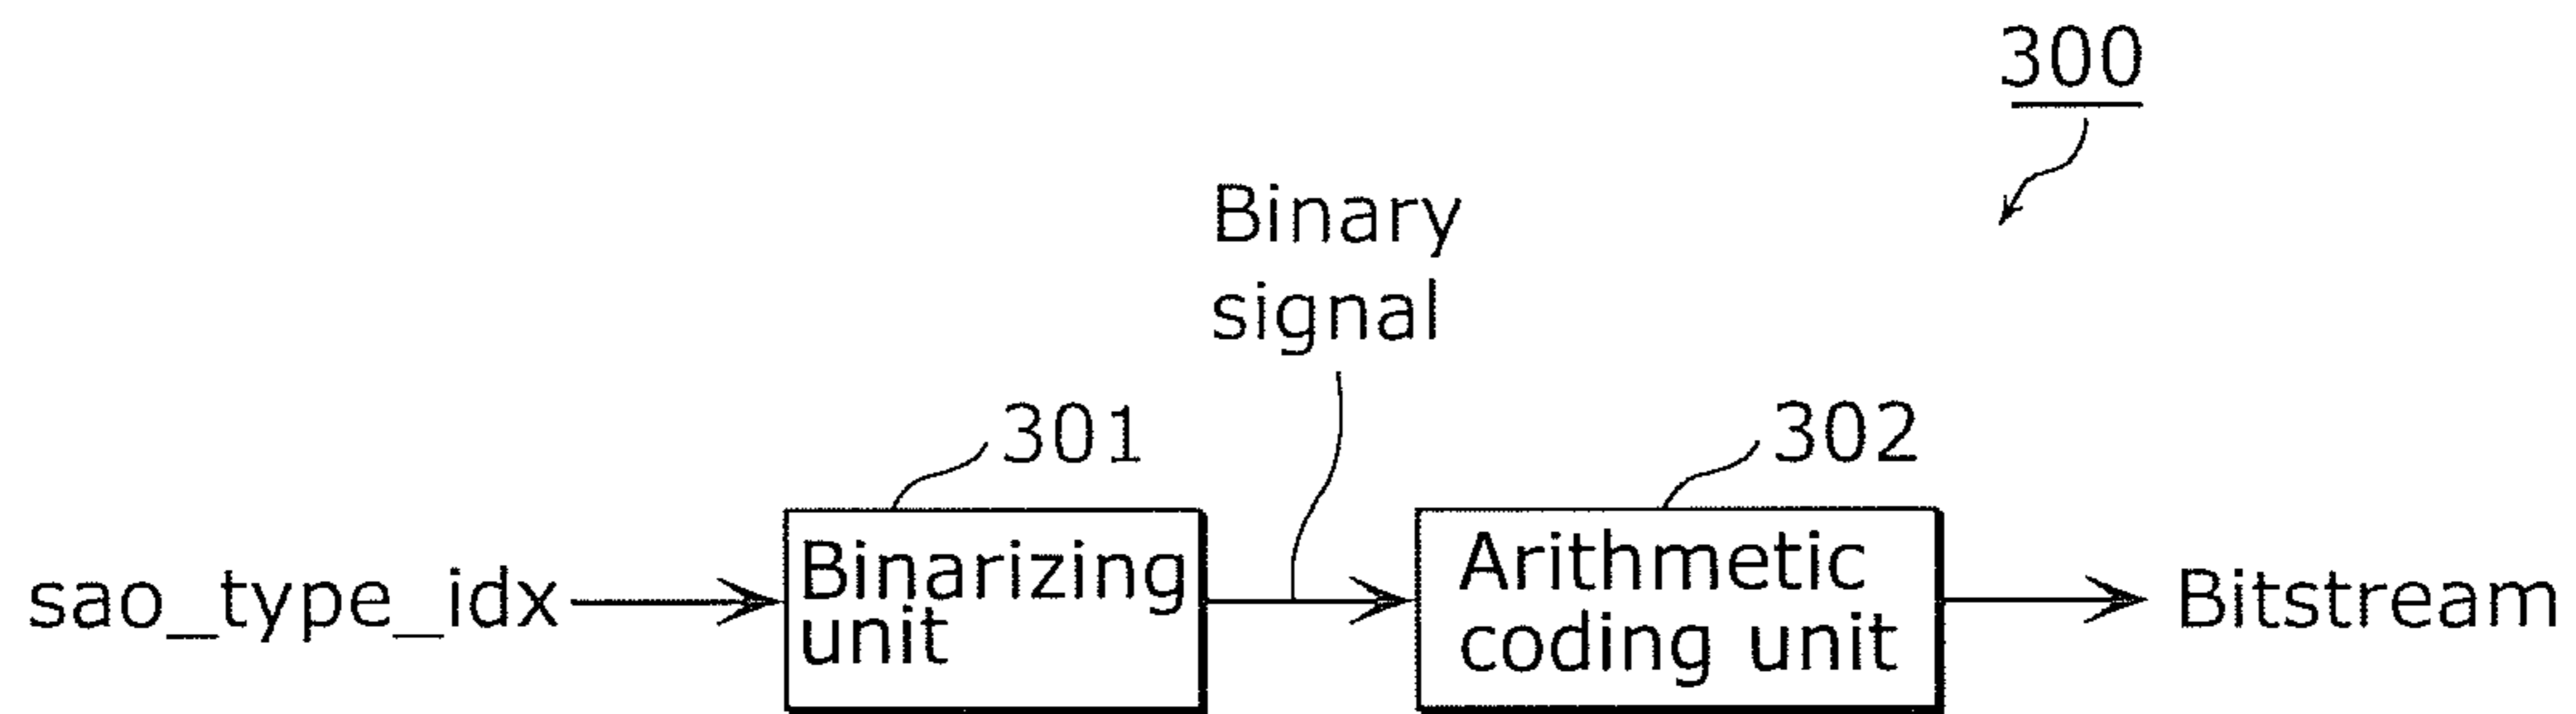 300
Binary
signal
301
302
sao_type_idx
Binarizing
unit
Arithmetic
coding unit
Bitstream